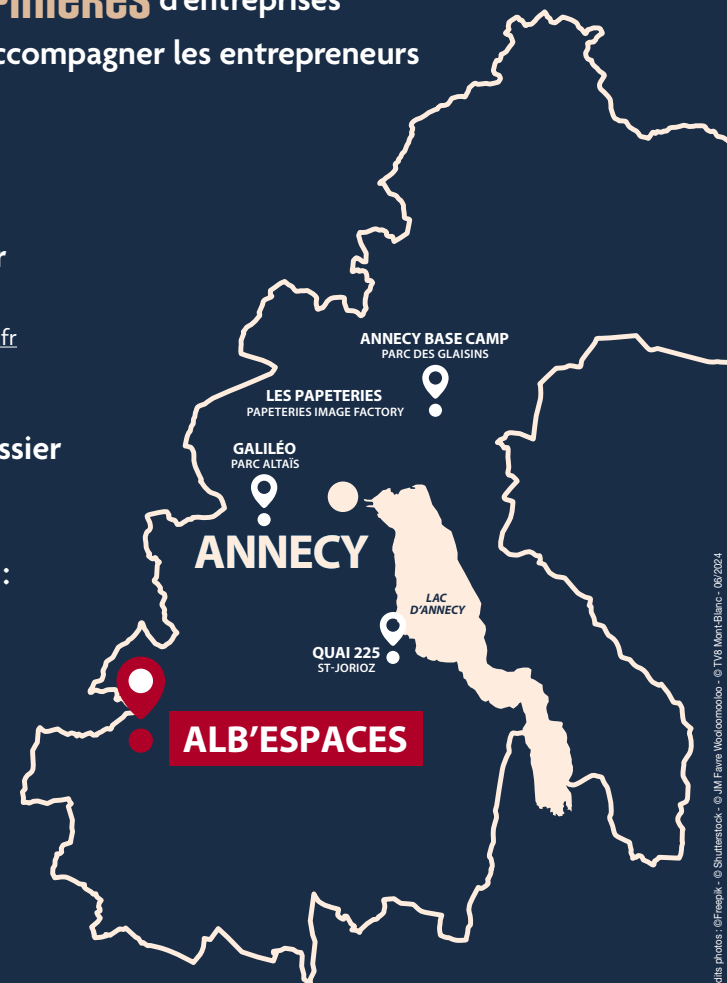 d'entreprises
accompagner les entrepreneurs
fr
ANNECY BASE CAMP
PARC DES GLAISINS
LES PAPETERIES
PAPETERIES IMAGE FACTORY
GALILÉO
PARC ALTAÏS
ANNECY
LAC
D'ANNECY
QUAI 225
ST-JORIOZ
ALB'ESPACES
:
dits photos : ©Freepik - © Shutterstock - © JM Favre Wooloomooloo - © TV8 Mont-Blanc - 06/2024